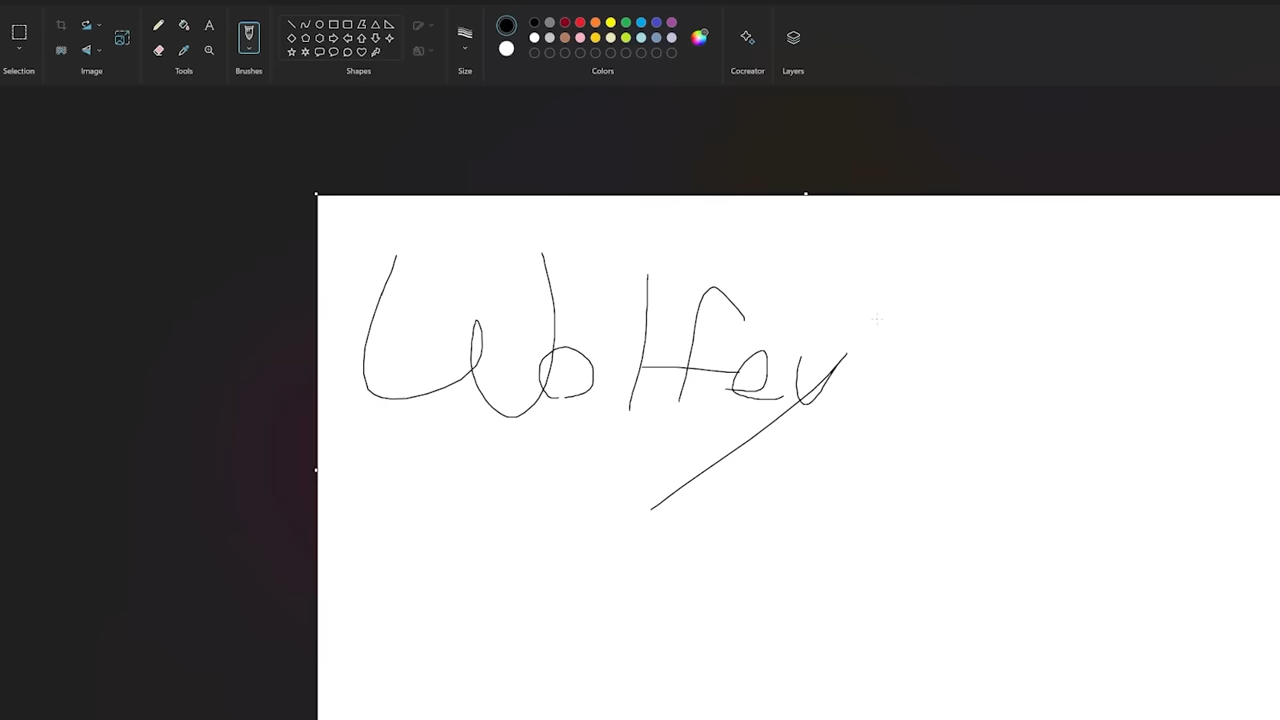 Selection
Image
Tools
Brushes
Shapes
Size
Colors
Cocreator
Layers
Wolfey